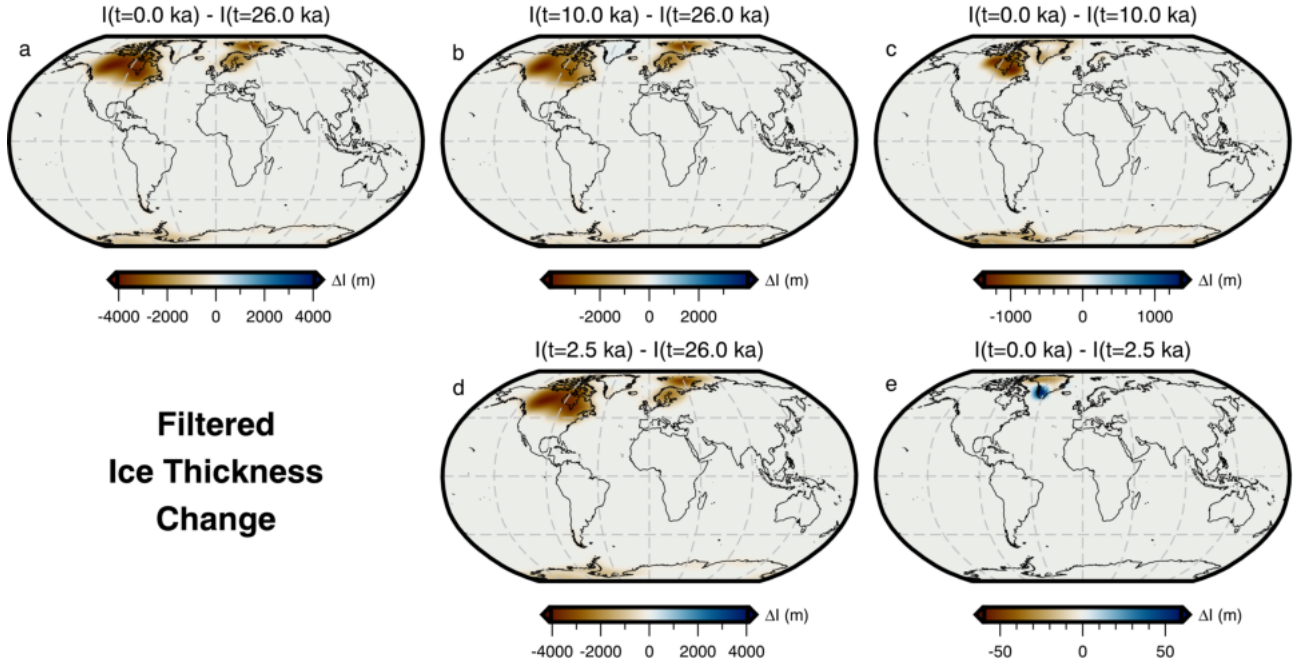 I(t=0.0 ka) - I(t=26.0 ka)
I(t=10.0 ka) - I(t=26.0 ka)
I(t=0.0 ka) - I(t=10.0 ka)
a
b
c
ΔI (m)
-4000 -2000 0 2000 4000
ΔI (m)
-2000 0 2000
ΔI (m)
-1000 0 1000
I(t=2.5 ka) - I(t=26.0 ka)
I(t=0.0 ka) - I(t=2.5 ka)
d
e
Filtered
Ice Thickness
Change
ΔI (m)
-4000 -2000 0 2000 4000
ΔI (m)
-50 0 50